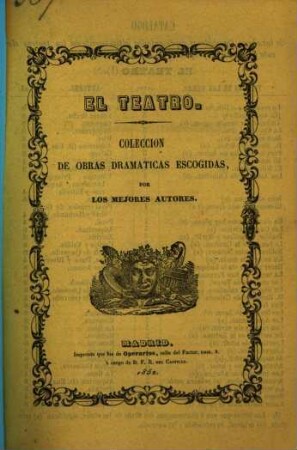 EL TEATRO.
COLECCION
DE OBRAS DRAMATICAS ESCOGIDAS,
POR
LOS MEJORES AUTORES.
MADRID.
Imprenta que fue de Operarios, calle del Factor, num. 9.
á cargo de D. F. R. del Castillo.
1852.